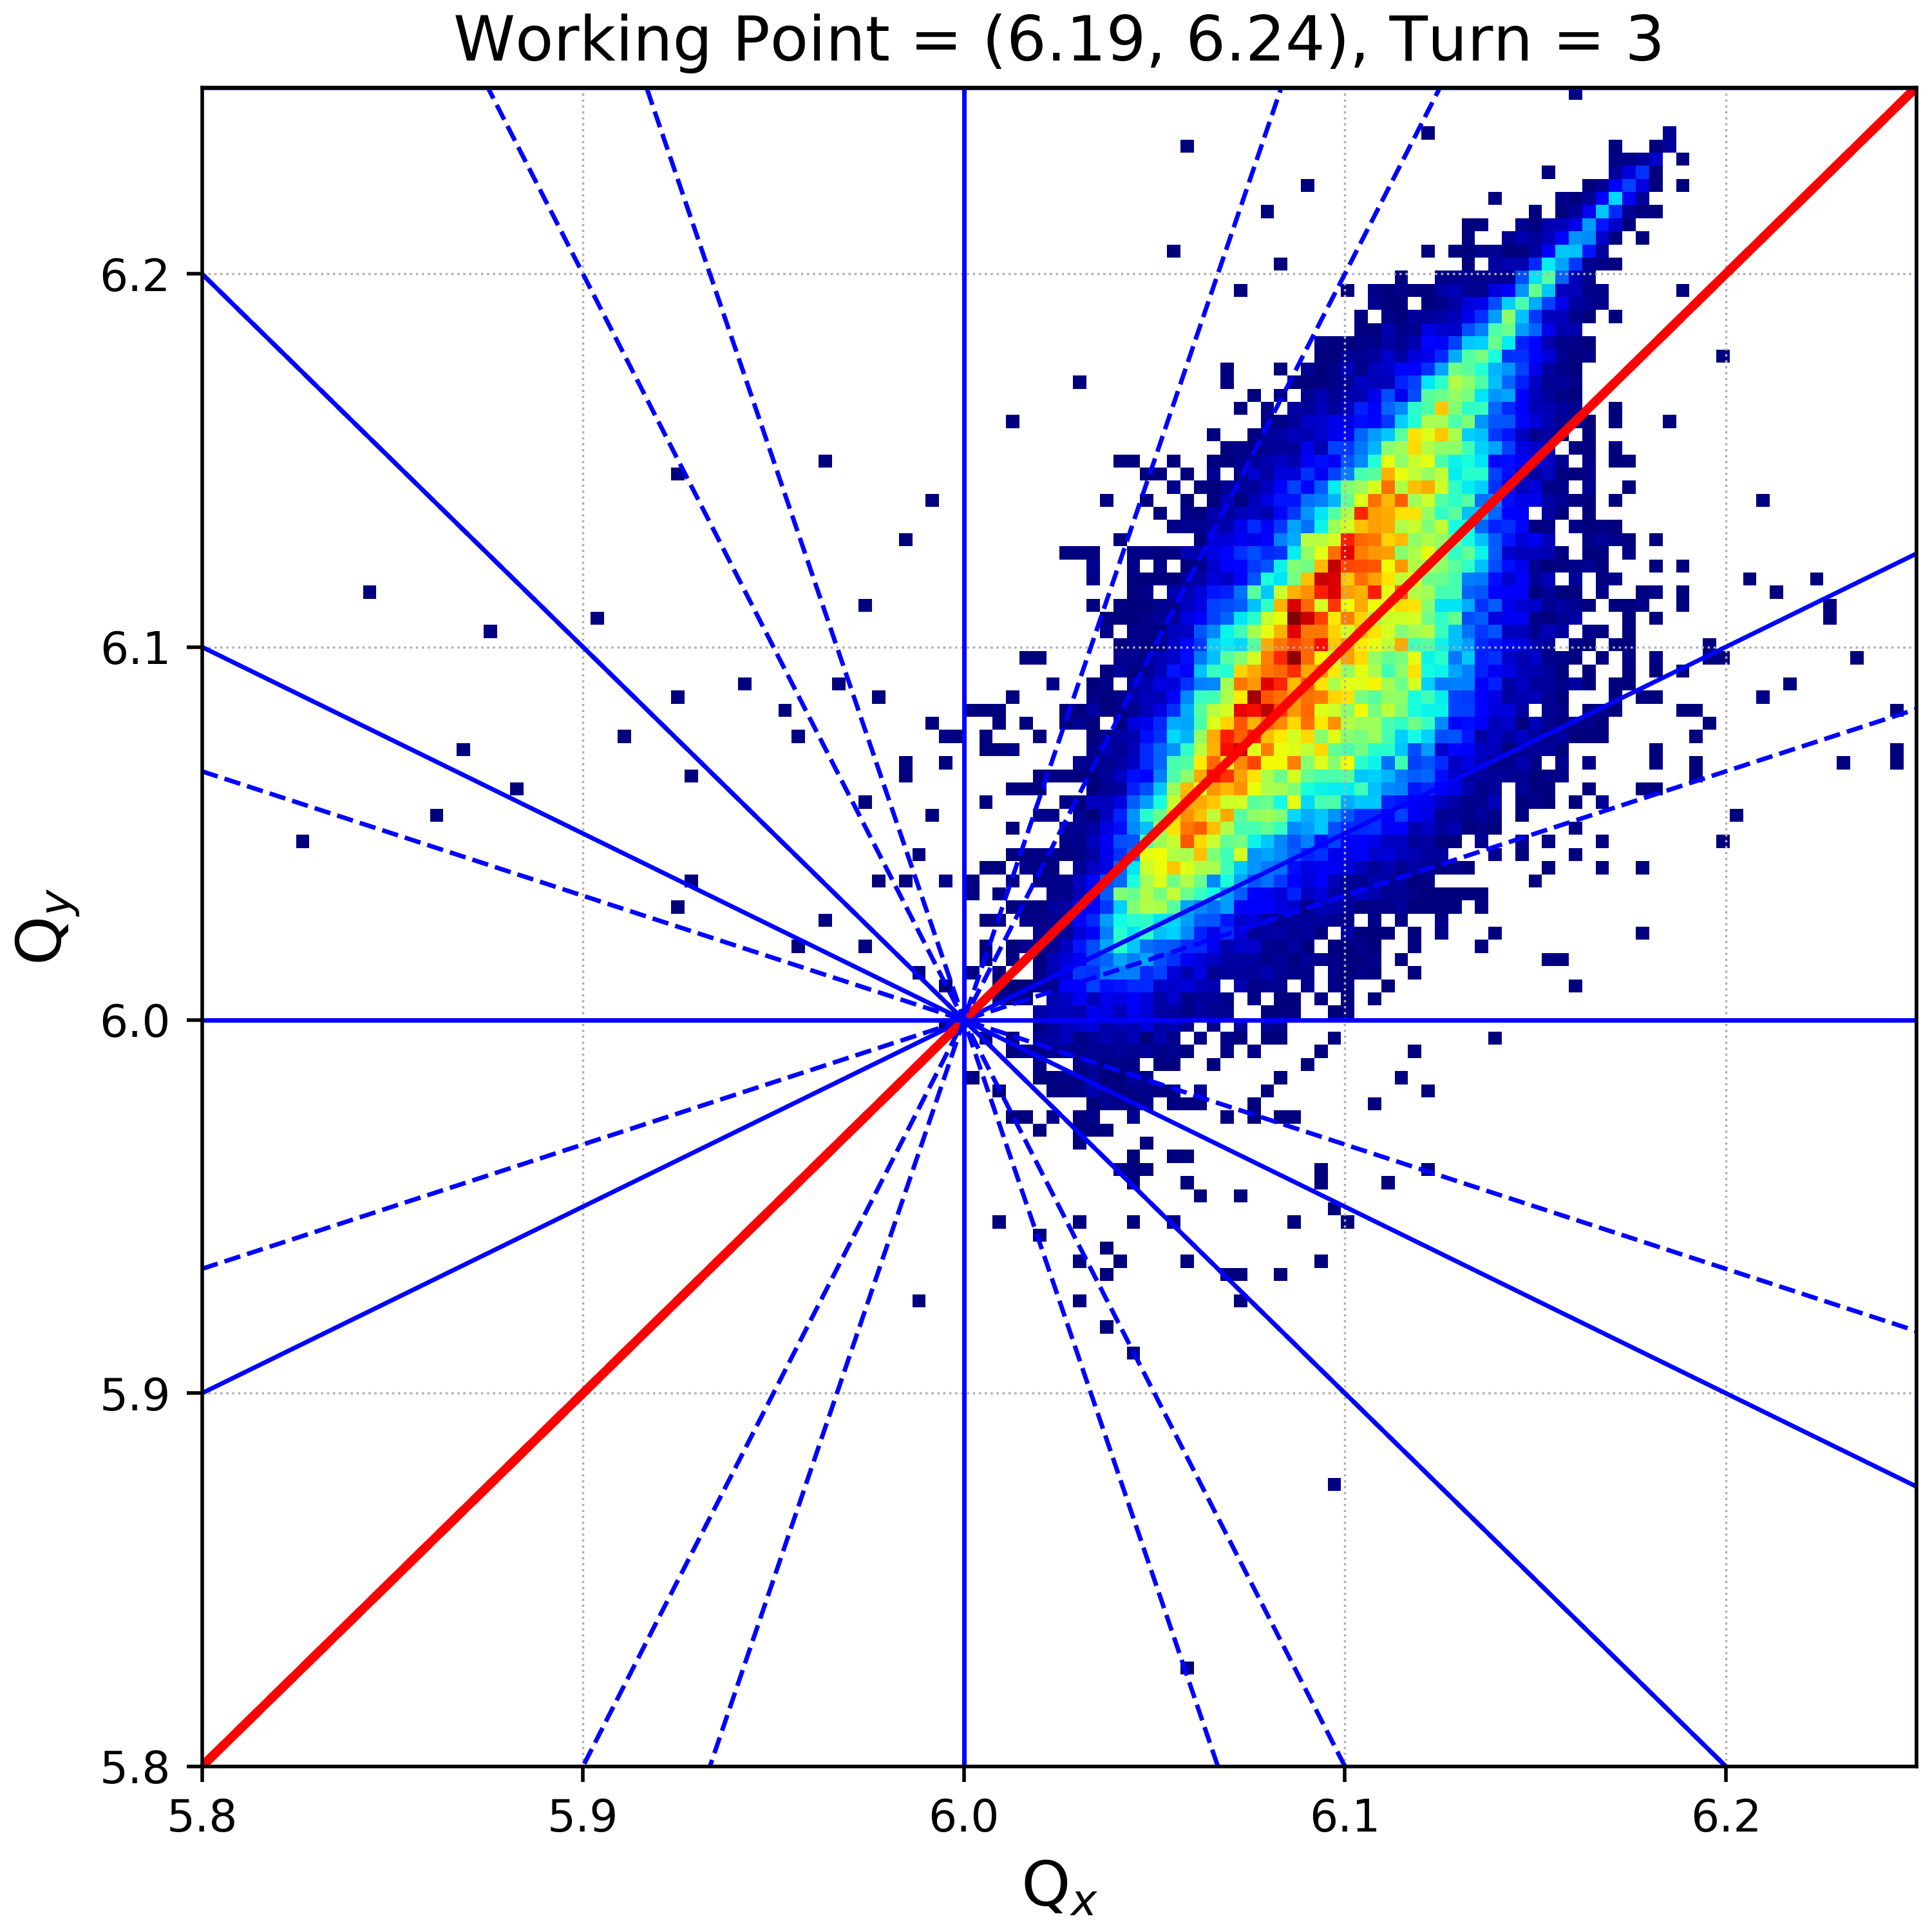 Working Point = (6.19, 6.24), Turn = 3
6.2
6.1
6.0
5.9
5.8
Qy
5.8 5.9 6.0 6.1 6.2
Qx